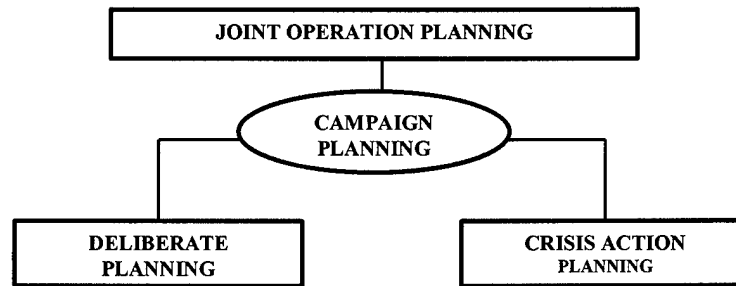 JOINT OPERATION PLANNING
CAMPAIGN
PLANNING
DELIBERATE
PLANNING
CRISIS ACTION
PLANNING